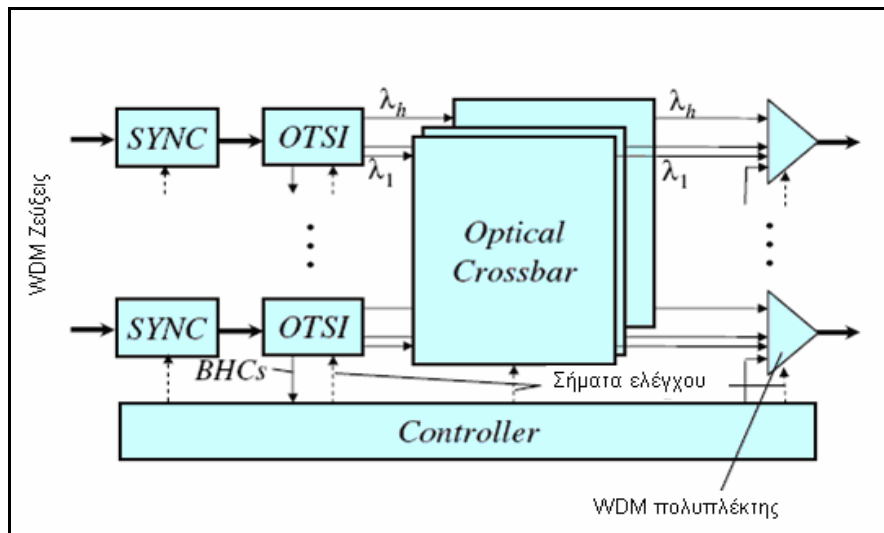 λh
λh
SYNC
OTSI
λ1
λ1
WDM Ζεύξεις
Optical
Crossbar
SYNC
OTSI
BHCs
Σήματα ελέγχου
Controller
WDM πολυπλέκτης